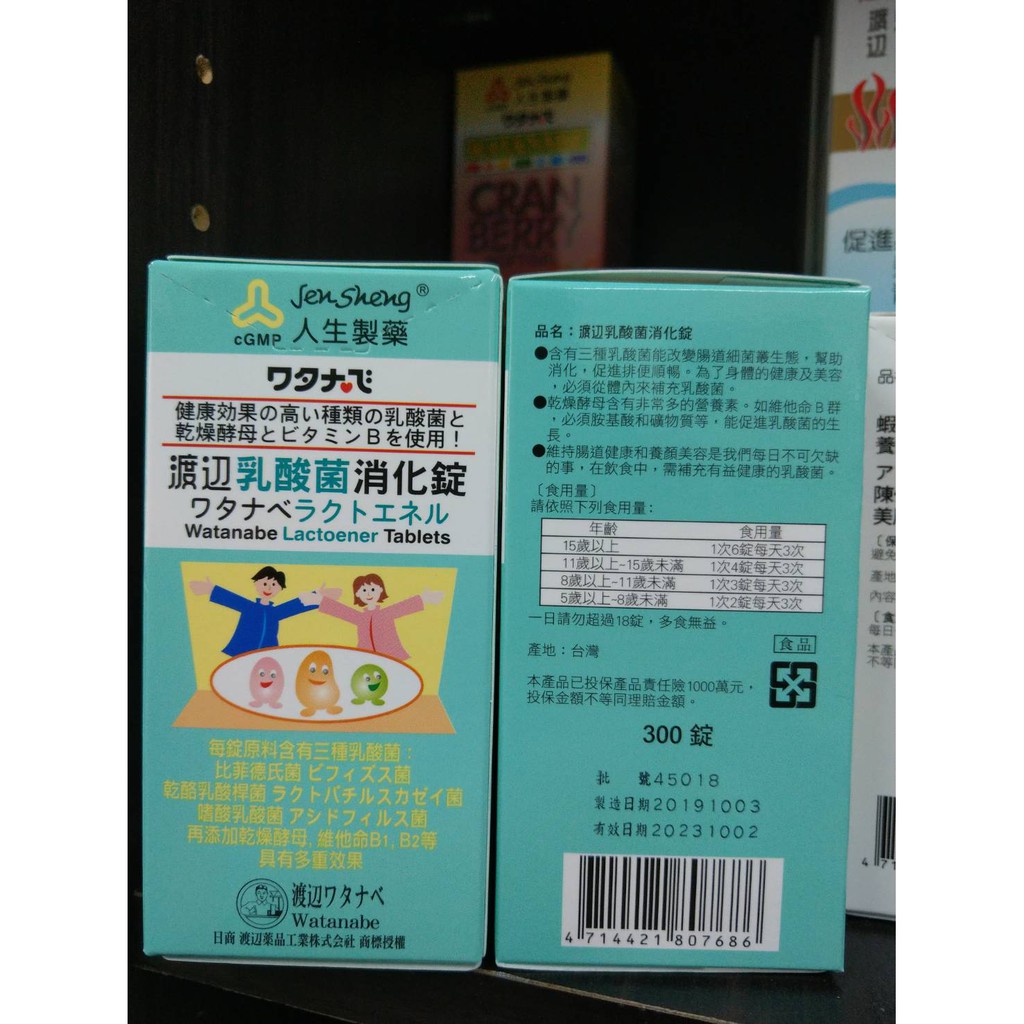 Jen Sheng®
cGMP 人生製藥
ワタナベ
健康効果の高い種類の乳酸菌と
乾燥酵母とビタミンBを使用！
渡辺乳酸菌消化錠
ワタナベラクトエネル
Watanabe Lactoener Tablets
每錠原料含有三種乳酸菌：
比菲德氏菌 ビフィズス菌
乾酪乳酸桿菌 ラクトバチルスカゼイ菌
嗜酸乳酸菌 アシドフィルス菌
再添加乾燥酵母, 維他命B1, B2等
具有多重效果
渡辺ワタナベ
Watanabe
日商 渡辺薬品工業株式会社 商標授權
品名：渡辺乳酸菌消化錠
●含有三種乳酸菌能改變腸道細菌叢生態，幫助
消化，促進排便順暢。為了身體的健康及美容
，必須從體內來補充乳酸菌。
●乾燥酵母含有非常多的營養素。如維他命B群
，必須胺基酸和礦物質等，能促進乳酸菌的生
長。
●維持腸道健康和養顏美容是我們每日不可欠缺
的事，在飲食中，需補充有益健康的乳酸菌。
〔食用量〕
請依照下列食用量：
年齡 食用量
15歲以上 1次6錠每天3次
11歲以上~15歲未滿 1次4錠每天3次
8歲以上~11歲未滿 1次3錠每天3次
5歲以上~8歲未滿 1次2錠每天3次
一日請勿超過18錠，多食無益。
產地：台灣
食品
本產品已投保產品責任險1000萬元，
投保金額不等同理賠金額。
300 錠
批 號45018
製造日期20191003
有效日期20231002
4 714421 807686
人生製藥
ワタナベ
CRAN
BERRY
促進